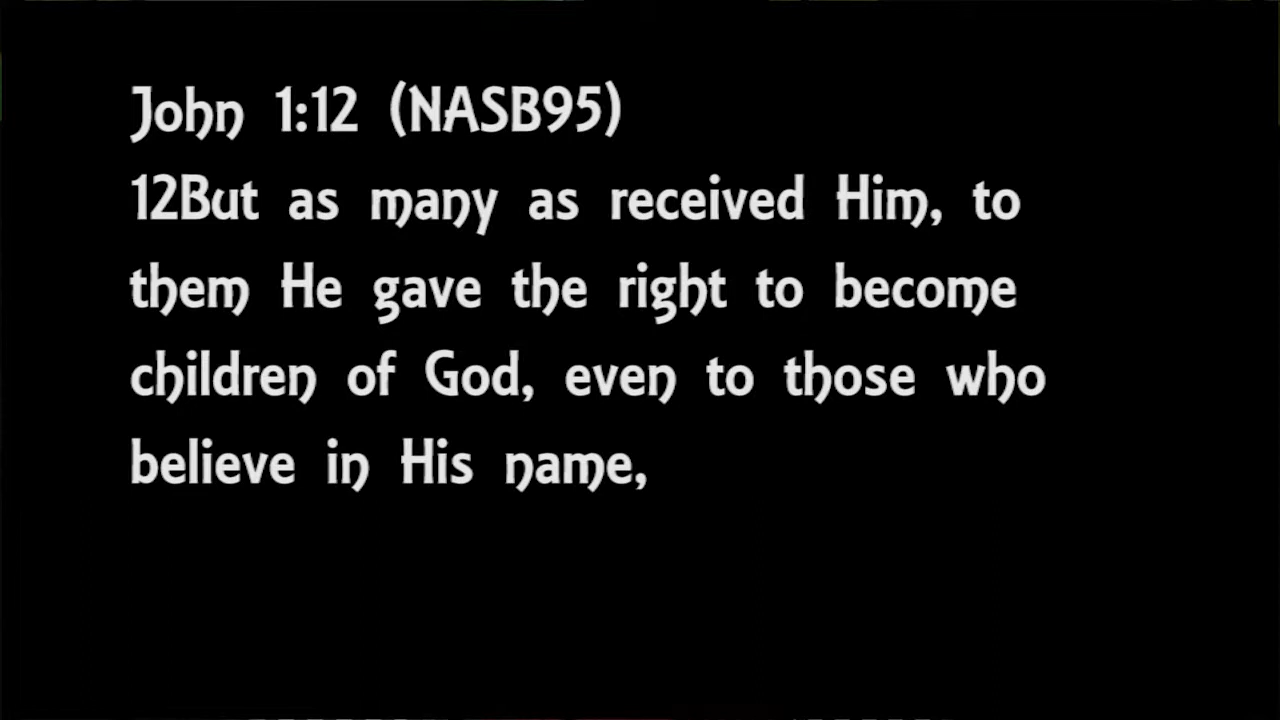 John 1:12 (NASB95)
12But as many as received Him, to
them He gave the right to become
children of God, even to those who
believe in His name,